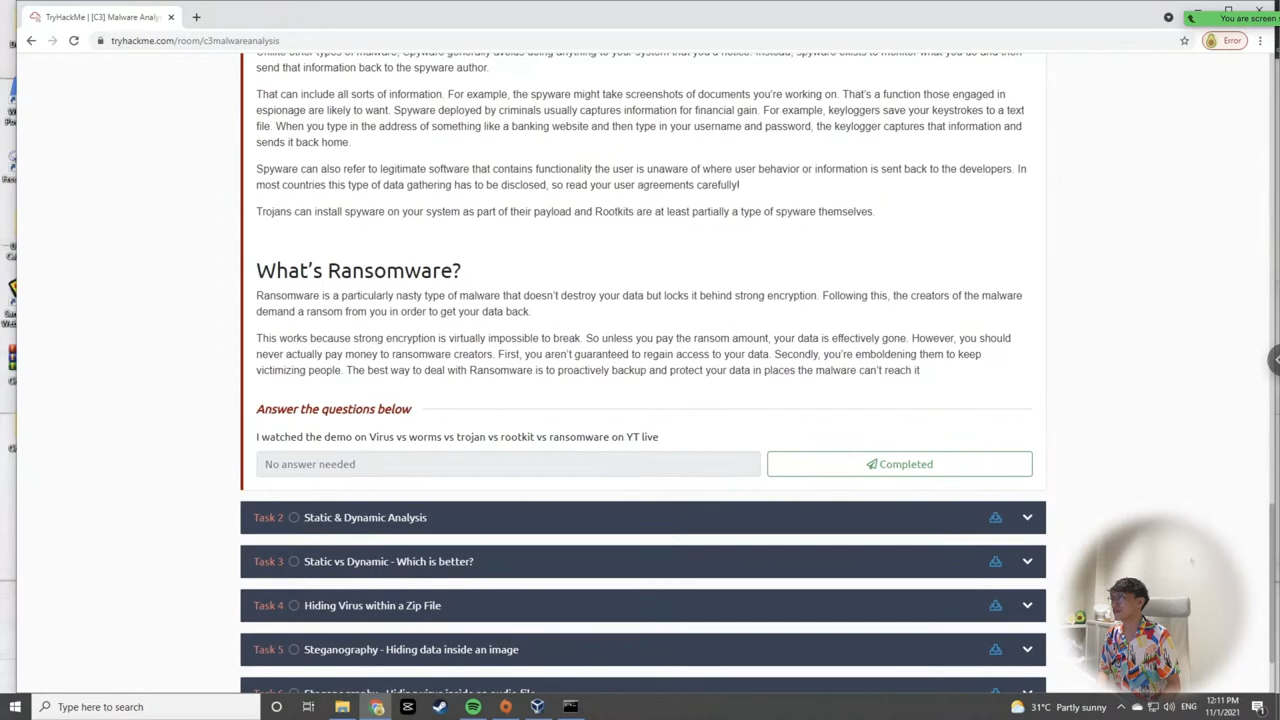 TryHackMe | [C3] Malware Analy
You are screen s
tryhackme.com/room/c3malwareanalysis
Error
Unlike other types of malware, Spyware generally avoids doing anything to your system that you'd notice. Instead, spyware exists to monitor what you do and then
send that information back to the spyware author.
That can include all sorts of information. For example, the spyware might take screenshots of documents you're working on. That's a function those engaged in
espionage are likely to want. Spyware deployed by criminals usually captures information for financial gain. For example, keyloggers save your keystrokes to a text
file. When you type in the address of something like a banking website and then type in your username and password, the keylogger captures that information and
sends it back home.
Spyware can also refer to legitimate software that contains functionality the user is unaware of where user behavior or information is sent back to the developers. In
most countries this type of data gathering has to be disclosed, so read your user agreements carefully!
Trojans can install spyware on your system as part of their payload and Rootkits are at least partially a type of spyware themselves.
What's Ransomware?
Ransomware is a particularly nasty type of malware that doesn't destroy your data but locks it behind strong encryption. Following this, the creators of the malware
demand a ransom from you in order to get your data back.
This works because strong encryption is virtually impossible to break. So unless you pay the ransom amount, your data is effectively gone. However, you should
never actually pay money to ransomware creators. First, you aren't guaranteed to regain access to your data. Secondly, you're emboldening them to keep
victimizing people. The best way to deal with Ransomware is to proactively backup and protect your data in places the malware can't reach it
Answer the questions below
I watched the demo on Virus vs worms vs trojan vs rootkit vs ransomware on YT live
No answer needed
Completed
Task 2 Static & Dynamic Analysis
Task 3 Static vs Dynamic - Which is better?
Task 4 Hiding Virus within a Zip File
Task 5 Steganography - Hiding data inside an image
Task 6 Steganography - Hiding virus inside an audio file
Type here to search
31°C Partly sunny
ENG
12:11 PM
11/1/2021